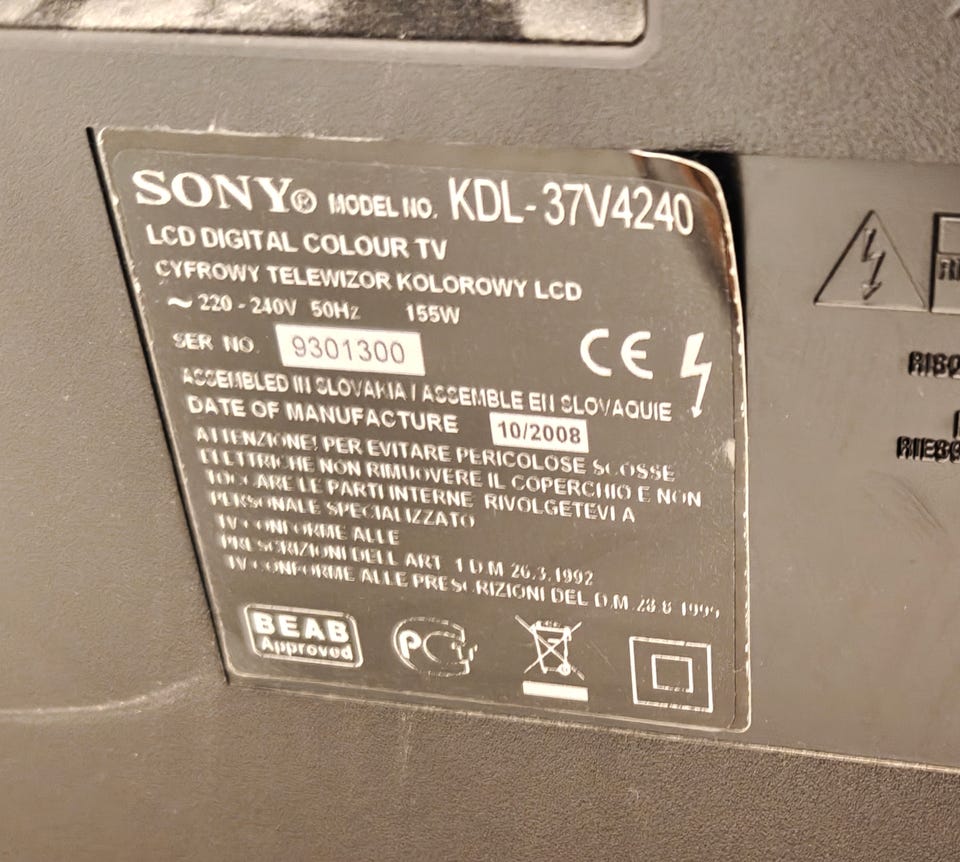 SONY® MODEL NO. KDL-37V4240
LCD DIGITAL COLOUR TV
CYFROWY TELEWIZOR KOLOROWY LCD
~ 220 - 240V 50Hz 155W
SER NO. 9301300
CE
ASSEMBLED IN SLOVAKIA / ASSEMBLE EN SLOVAQUIE
DATE OF MANUFACTURE 10/2008
ATTENZIONE! PER EVITARE PERICOLOSE SCOSSE
ELETTRICHE NON RIMUOVERE IL COPERCHIO E NON
TOCCARE LE PARTI INTERNE RIVOLGETEVI A
PERSONALE SPECIALIZZATO
TV CONFORME ALLE
PRESCRIZIONI DELL ART 1 D.M 26.3.1992
TV CONFORME ALLE PRESCRIZIONI DEL D.M. 28 8 1995
BEAB
Approved